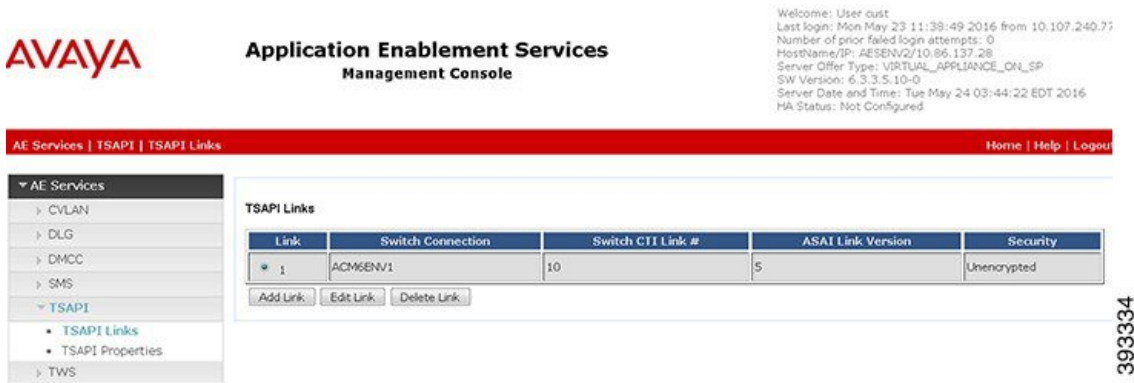 AVAYA
Application Enablement Services
Management Console
Welcome: User cust
Last login: Mon May 23 11:38:49 2016 from 10.107.240.77
Number of prior failed login attempts: 0
HostName/IP: AESENV2/10.86.137.28
Server Offer Type: VIRTUAL_APPLIANCE_ON_SP
SW Version: 6.3.3.5.10-0
Server Date and Time: Tue May 24 03:44:22 EDT 2016
HA Status: Not Configured
AE Services | TSAPI | TSAPI Links
Home | Help | Logout
AE Services
CVLAN
DLG
DMCC
SMS
TSAPI
TSAPI Links
TSAPI Properties
TWS
TSAPI Links
Link Switch Connection Switch CTI Link # ASAI Link Version Security
1 ACM6ENV1 10 5 Unencrypted
Add Link Edit Link Delete Link
393334